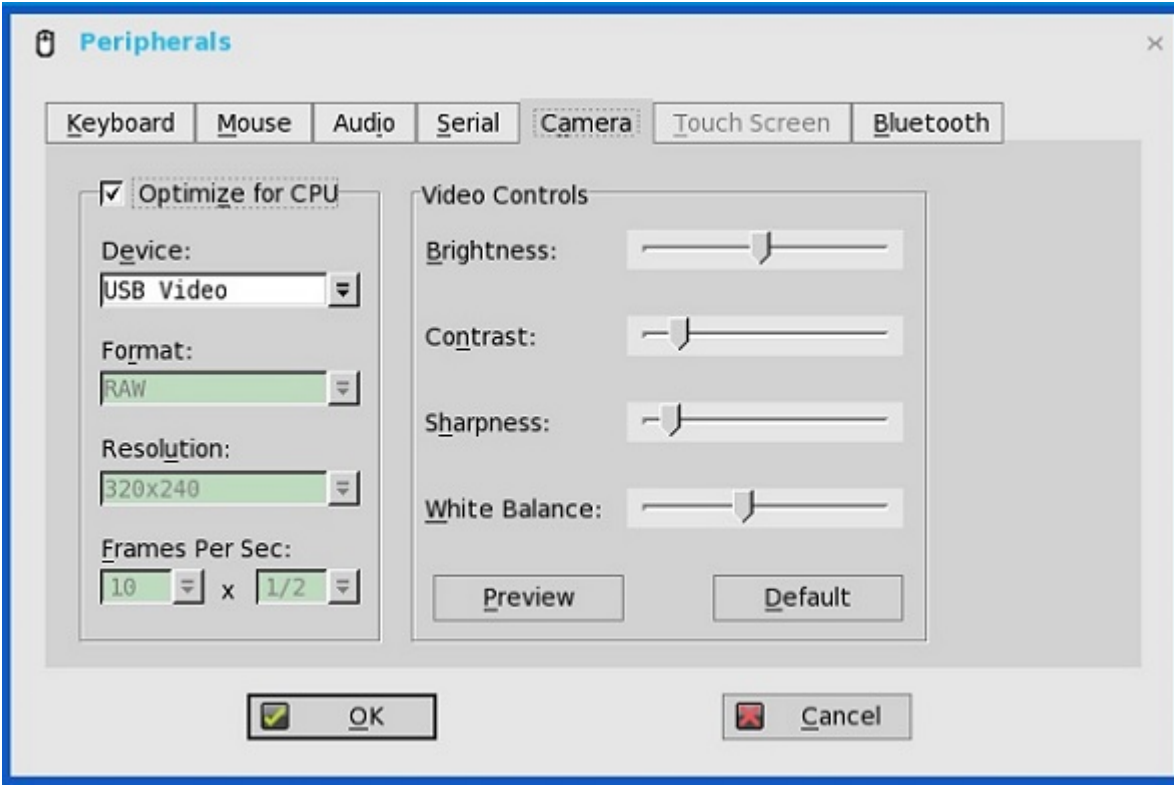 Peripherals
Keyboard Mouse Audio Serial Camera Touch Screen Bluetooth
Optimize for CPU
Device:
USB Video
Format:
RAW
Resolution:
320x240
Frames Per Sec:
10 x 1/2
Video Controls
Brightness:
Contrast:
Sharpness:
White Balance:
Preview Default
OK Cancel